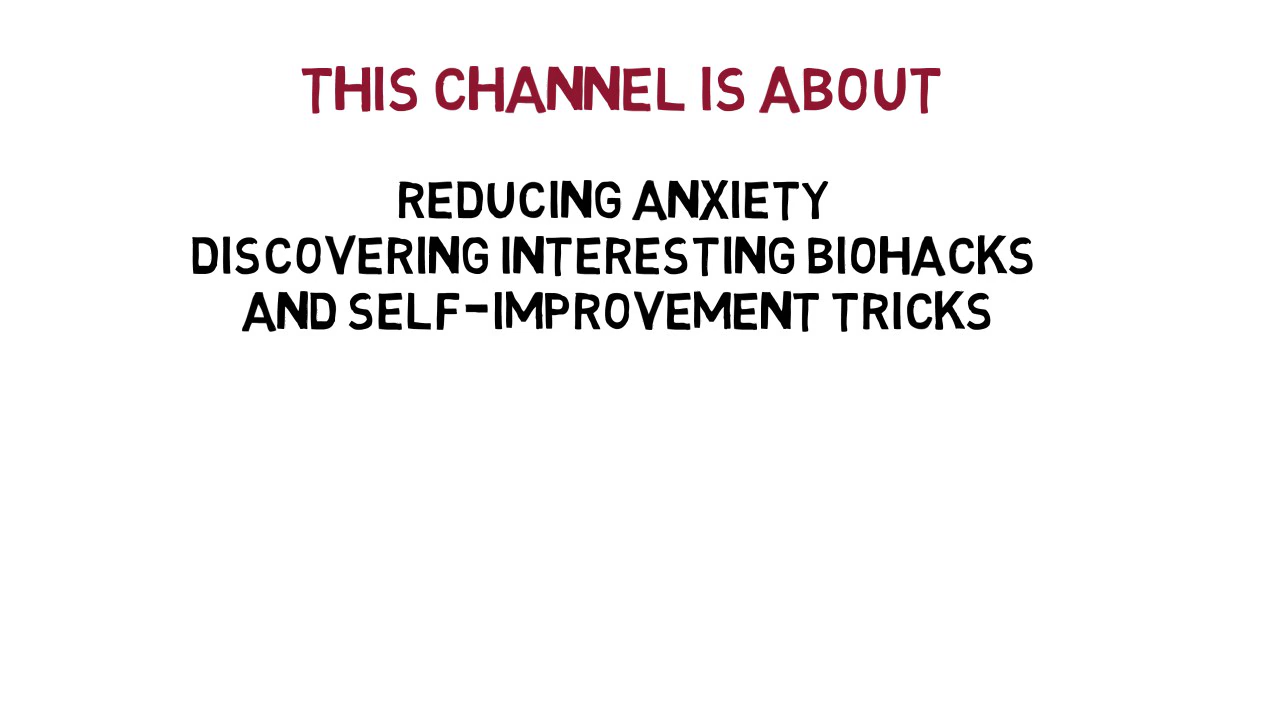 THIS CHANNEL IS ABOUT
REDUCING ANXIETY
DISCOVERING INTERESTING BIOHACKS
AND SELF-IMPROVEMENT TRICKS